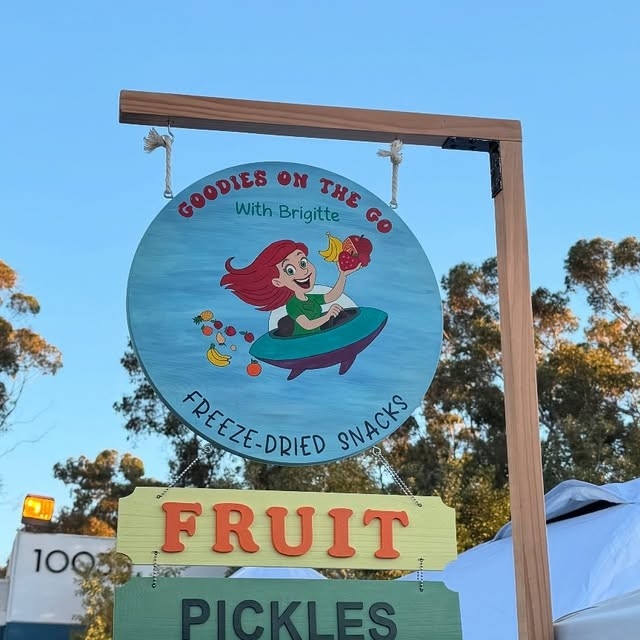 GOODIES ON THE GO
With Brigitte
FREEZE-DRIED SNACKS
FRUIT
PICKLES